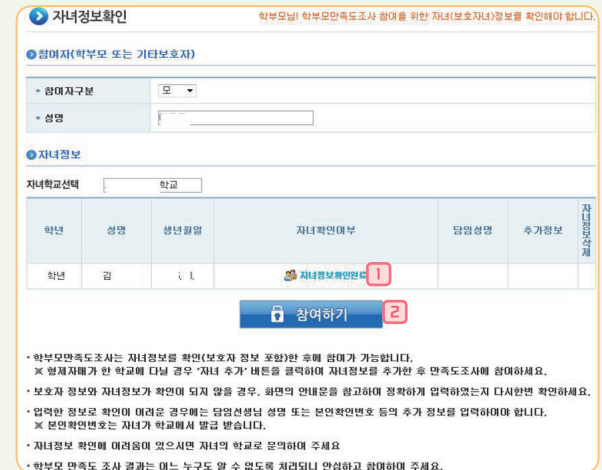 자녀정보확인
학부모님! 학부모만족도조사 참여을 위한 자녀(보호자녀)정보를 확인해야 합니다.
참여자(학부모 또는 기타보호자)
* 참여자구분 모
* 성명
자녀정보
자녀학교선택 학교
학년 성명 생년월일 자녀확인여부 담임성명 추가정보 자녀정보삭제
학년 김 자녀정보확인완료 1
참여하기 2
• 학부모만족도조사는 자녀정보를 확인(보호자 정보 포함)한 후에 참여가 가능합니다.
※ 형제자매가 한 학교에 다닐 경우 '자녀 추가' 버튼을 클릭하여 자녀정보를 추가한 후 만족도조사에 참여하세요.
• 보호자 정보와 자녀정보가 확인이 되지 않을 경우, 화면의 안내문을 참고하여 정확하게 입력하였는지 다시한번 확인하세요.
• 입력한 정보로 확인이 어려운 경우에는 담임선생님 성명 또는 본인확인번호 등의 추가 정보를 입력하여야 합니다.
※ 본인확인번호는 자녀가 학교에서 발급 받습니다.
• 자녀정보 확인에 어려움이 있으시면 자녀의 학교로 문의하여 주세요
• 학부모 만족도 조사 결과는 어느 누구도 알 수 없도록 처리되니 안심하고 참여하여 주세요.